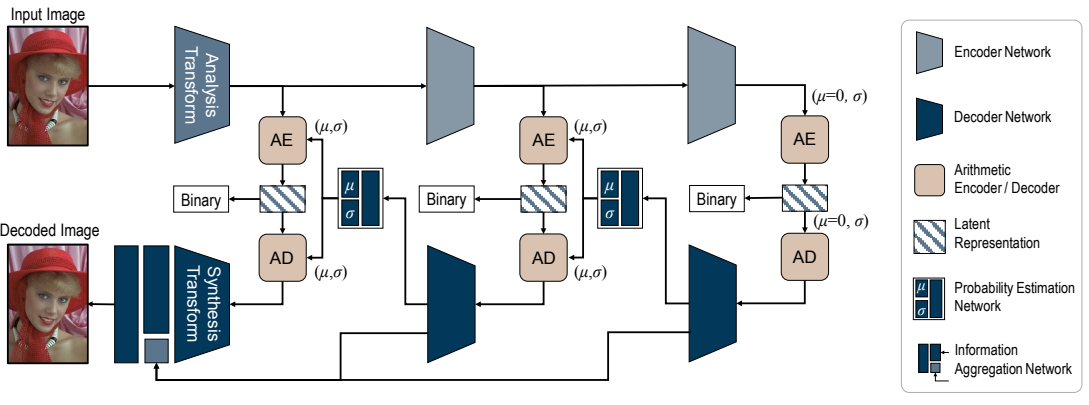 Input Image
Analysis
Transform
(μ,σ)
AE
Binary
μ
σ
AD
(μ,σ)
Decoded Image
Synthesis
Transform
(μ,σ)
AE
Binary
μ
σ
AD
(μ,σ)
(μ=0, σ)
AE
Binary
(μ=0, σ)
AD
Encoder Network
Decoder Network
Arithmetic
Encoder / Decoder
Latent
Representation
μ
σ
Probability Estimation
Network
Information
Aggregation Network